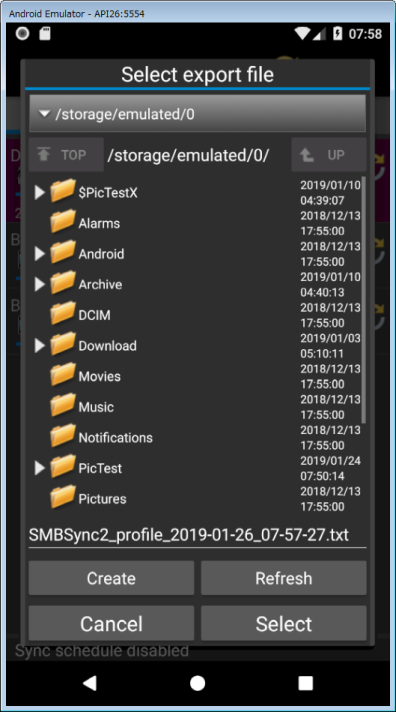 Android Emulator - API26:5554
07:58
Select export file
/storage/emulated/0
TOP /storage/emulated/0/ UP
$PicTestX 2019/01/10 04:39:07
Alarms 2018/12/13 17:55:00
Android 2018/12/13 17:55:00
Archive 2019/01/10 04:40:13
DCIM 2018/12/13 17:55:00
Download 2019/01/03 05:10:11
Movies 2018/12/13 17:55:00
Music 2018/12/13 17:55:00
Notifications 2018/12/13 17:55:00
PicTest 2019/01/24 07:50:14
Pictures 2018/12/13 17:55:00
SMBSync2_profile_2019-01-26_07-57-27.txt
Create Refresh
Cancel Select
Sync schedule disabled